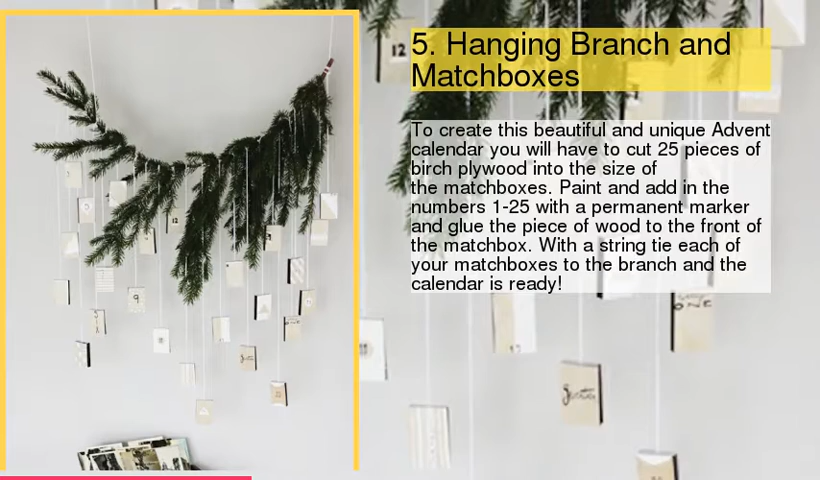 5. Hanging Branch and
Matchboxes
To create this beautiful and unique Advent
calendar you will have to cut 25 pieces of
birch plywood into the size of
the matchboxes. Paint and add in the
numbers 1-25 with a permanent marker
and glue the piece of wood to the front of
the matchbox. With a string tie each of
your matchboxes to the branch and the
calendar is ready!
12
9
ONE